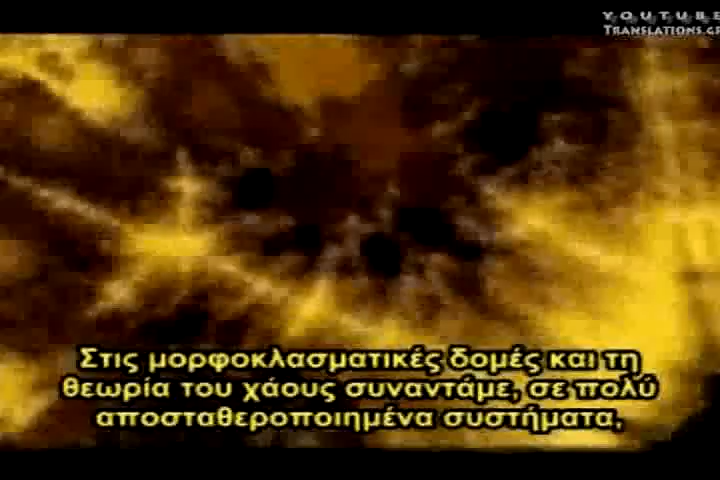 YOUTUBE
TRANSLATIONS.GR
Στις μορφοκλασματικές δομές και τη
θεωρία του χάους συναντάμε, σε πολύ
αποσταθεροποιημένα συστήματα,